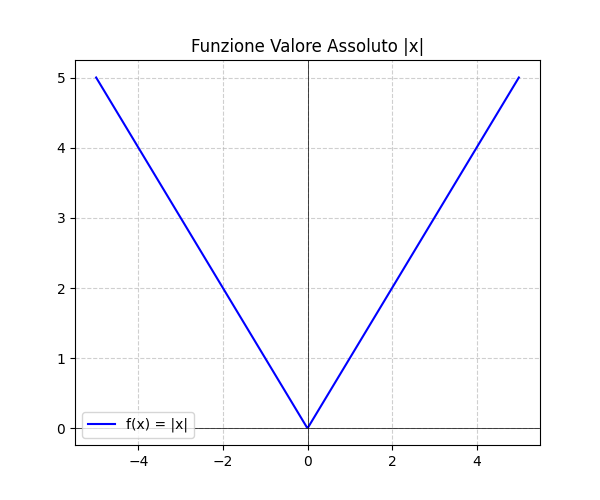 Funzione Valore Assoluto |x|
5
4
3
2
1
0
f(x) = |x|
−4 −2 0 2 4